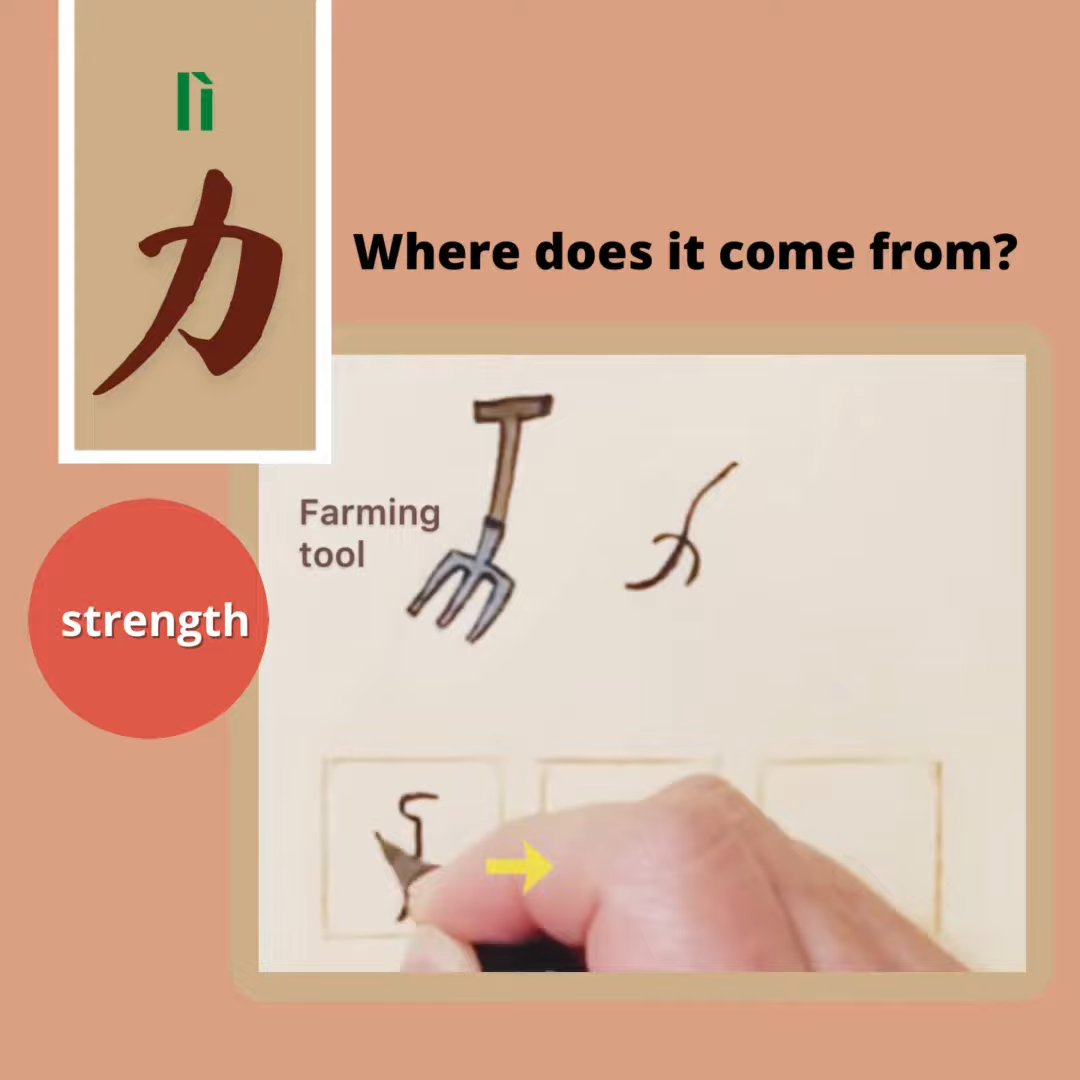 lì
力
Where does it come from?
Farming
tool
strength